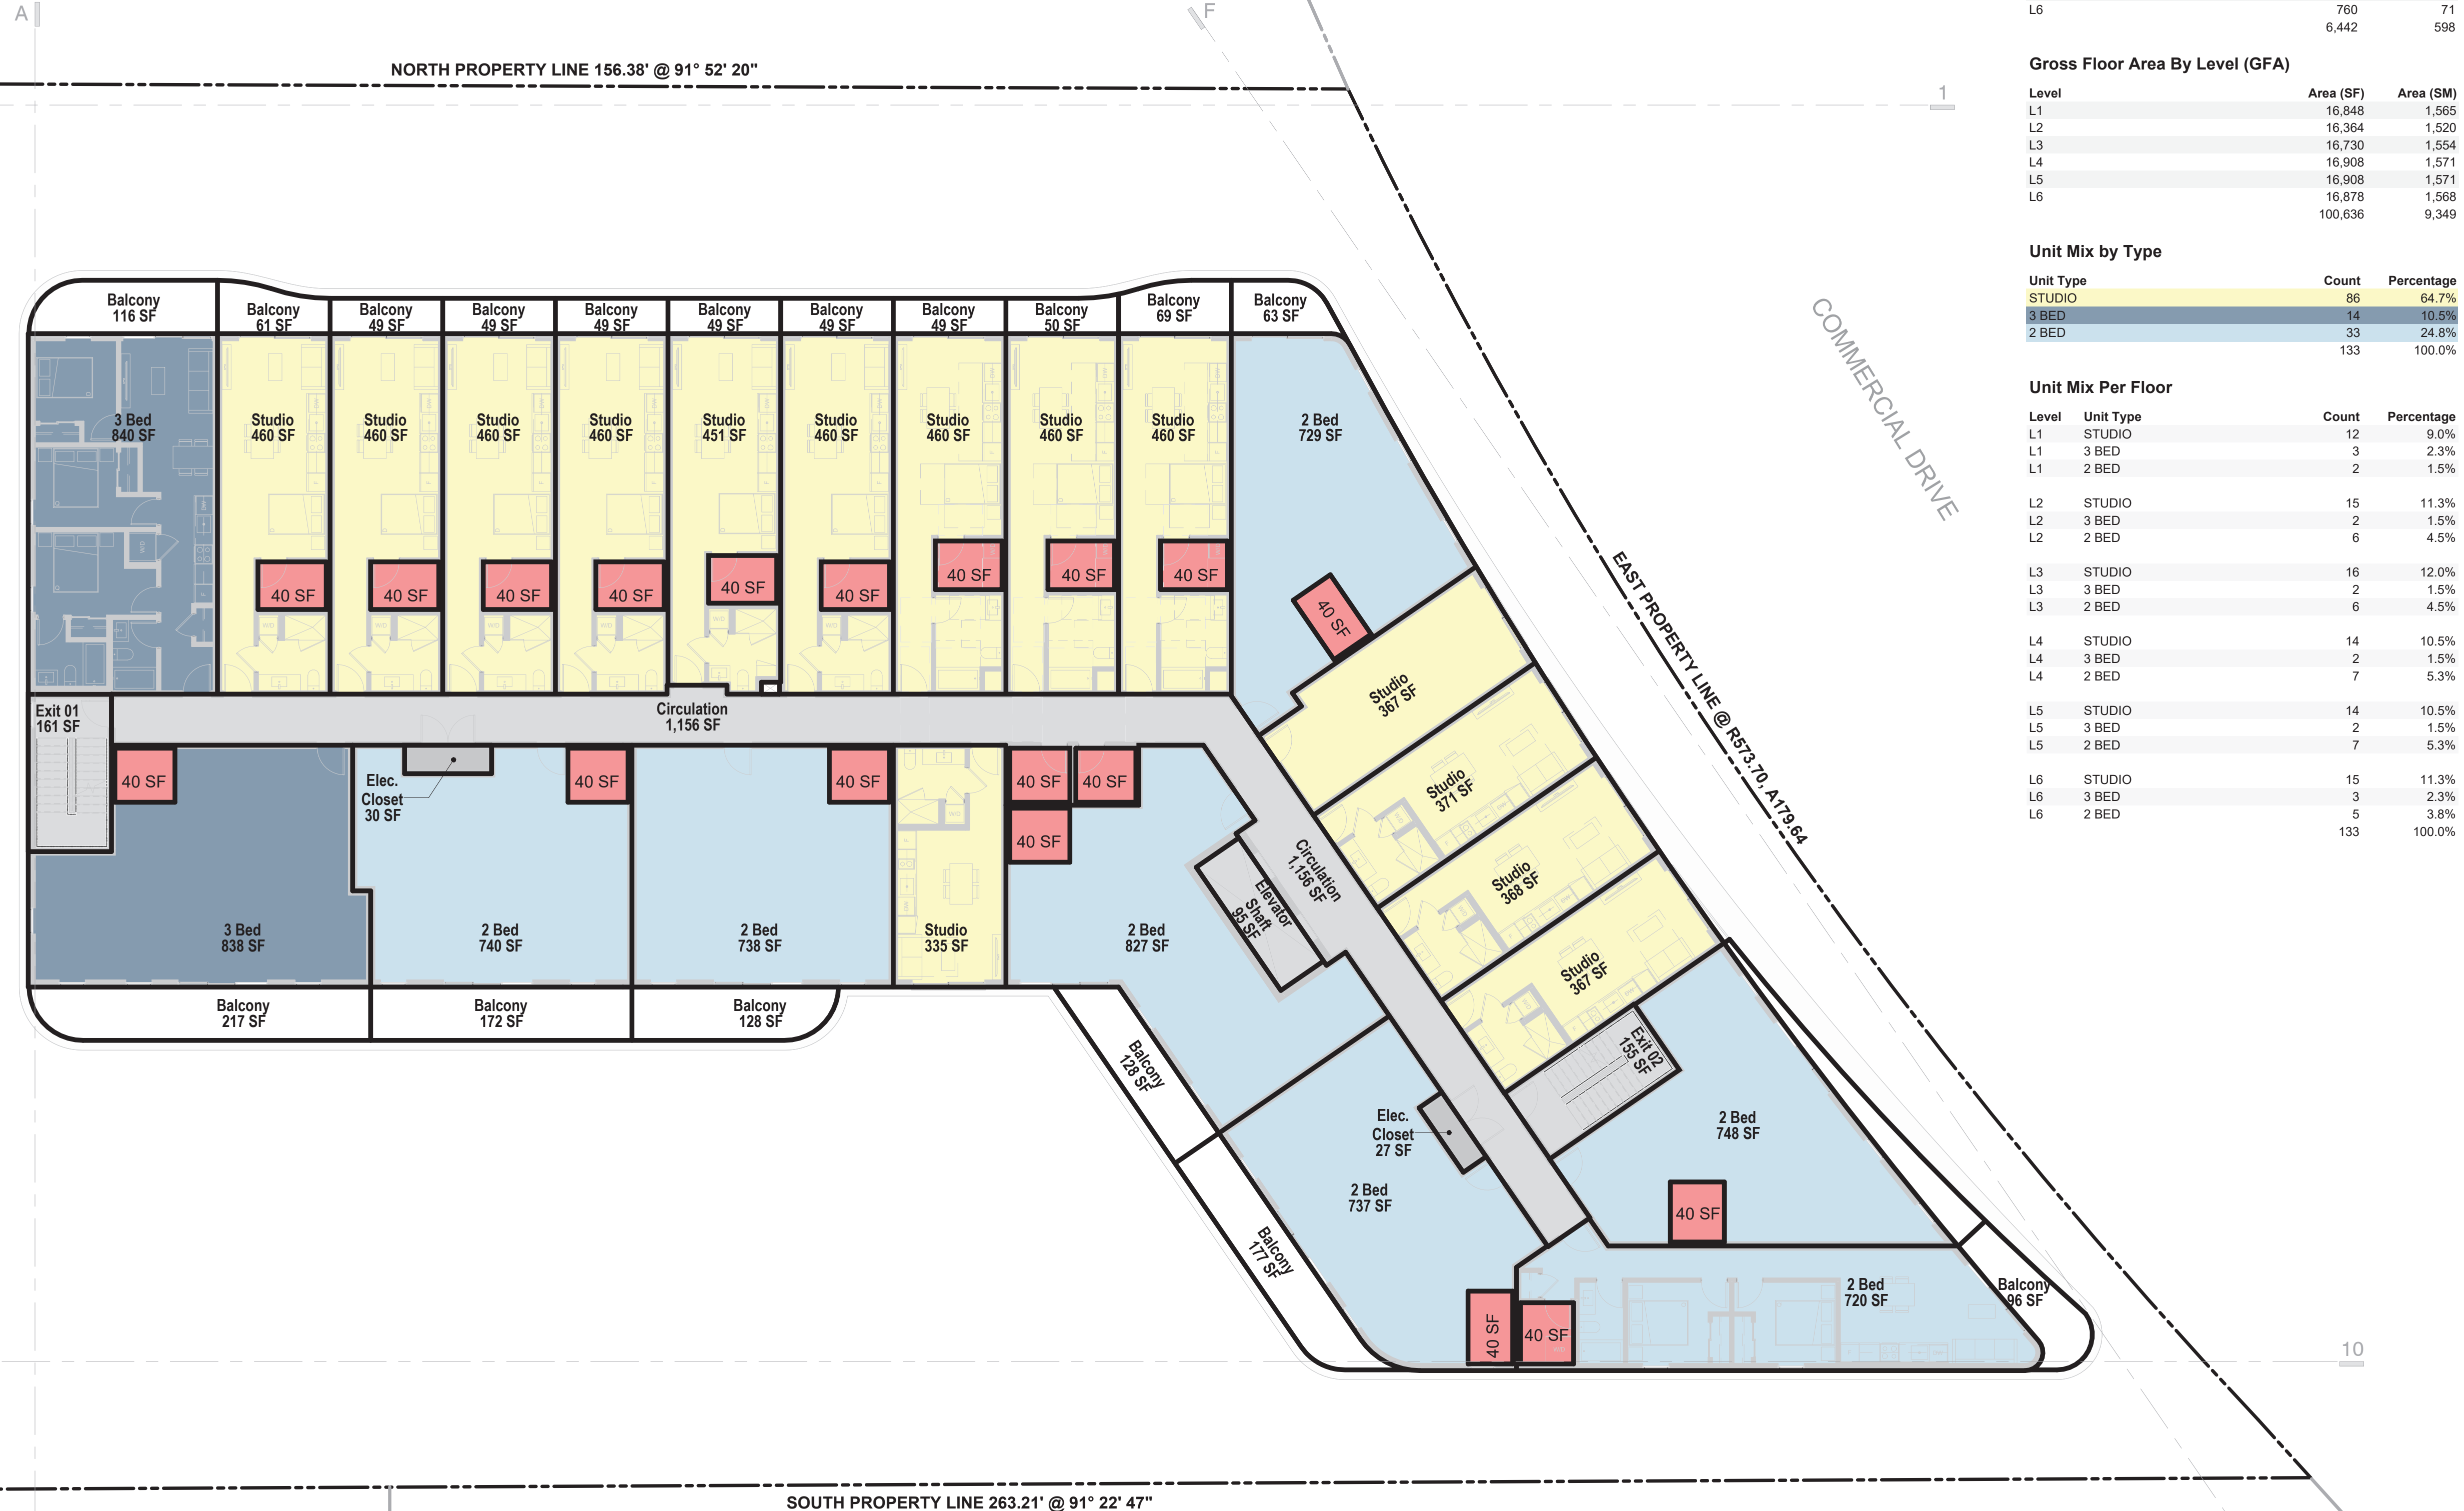 A
F
L6 760 71
6,442 598
NORTH PROPERTY LINE 156.38' @ 91° 52' 20"
Gross Floor Area By Level (GFA)
Level Area (SF) Area (SM)
L1 16,848 1,565
L2 16,364 1,520
L3 16,730 1,554
L4 16,908 1,571
L5 16,908 1,571
L6 16,878 1,568
100,636 9,349
1
Unit Mix by Type
Unit Type Count Percentage
STUDIO 86 64.7%
3 BED 14 10.5%
2 BED 33 24.8%
133 100.0%
Unit Mix Per Floor
Level Unit Type Count Percentage
L1 STUDIO 12 9.0%
L1 3 BED 3 2.3%
L1 2 BED 2 1.5%
L2 STUDIO 15 11.3%
L2 3 BED 2 1.5%
L2 2 BED 6 4.5%
L3 STUDIO 16 12.0%
L3 3 BED 2 1.5%
L3 2 BED 6 4.5%
L4 STUDIO 14 10.5%
L4 3 BED 2 1.5%
L4 2 BED 7 5.3%
L5 STUDIO 14 10.5%
L5 3 BED 2 1.5%
L5 2 BED 7 5.3%
L6 STUDIO 15 11.3%
L6 3 BED 3 2.3%
L6 2 BED 5 3.8%
133 100.0%
COMMERCIAL DRIVE
EAST PROPERTY LINE @ R573.70, A179.64
Balcony
116 SF
Balcony
61 SF
Balcony
49 SF
Balcony
49 SF
Balcony
49 SF
Balcony
49 SF
Balcony
49 SF
Balcony
49 SF
Balcony
50 SF
Balcony
69 SF
Balcony
63 SF
3 Bed
840 SF
Studio
460 SF
Studio
460 SF
Studio
460 SF
Studio
460 SF
Studio
451 SF
Studio
460 SF
Studio
460 SF
Studio
460 SF
Studio
460 SF
2 Bed
729 SF
40 SF
40 SF
40 SF
40 SF
40 SF
40 SF
40 SF
40 SF
40 SF
40 SF
Studio
367 SF
Exit 01
161 SF
Circulation
1,156 SF
40 SF
Elec.
Closet
30 SF
40 SF
40 SF
40 SF
40 SF
40 SF
Studio
371 SF
Circulation
1,156 SF
Elevator
Shaft
95 SF
Studio
368 SF
3 Bed
838 SF
2 Bed
740 SF
2 Bed
738 SF
Studio
335 SF
2 Bed
827 SF
Studio
367 SF
Balcony
217 SF
Balcony
172 SF
Balcony
128 SF
Balcony
128 SF
Exit 02
155 SF
Elec.
Closet
27 SF
2 Bed
748 SF
2 Bed
737 SF
40 SF
Balcony
177 SF
2 Bed
720 SF
Balcony
96 SF
40 SF
40 SF
10
SOUTH PROPERTY LINE 263.21' @ 91° 22' 47"